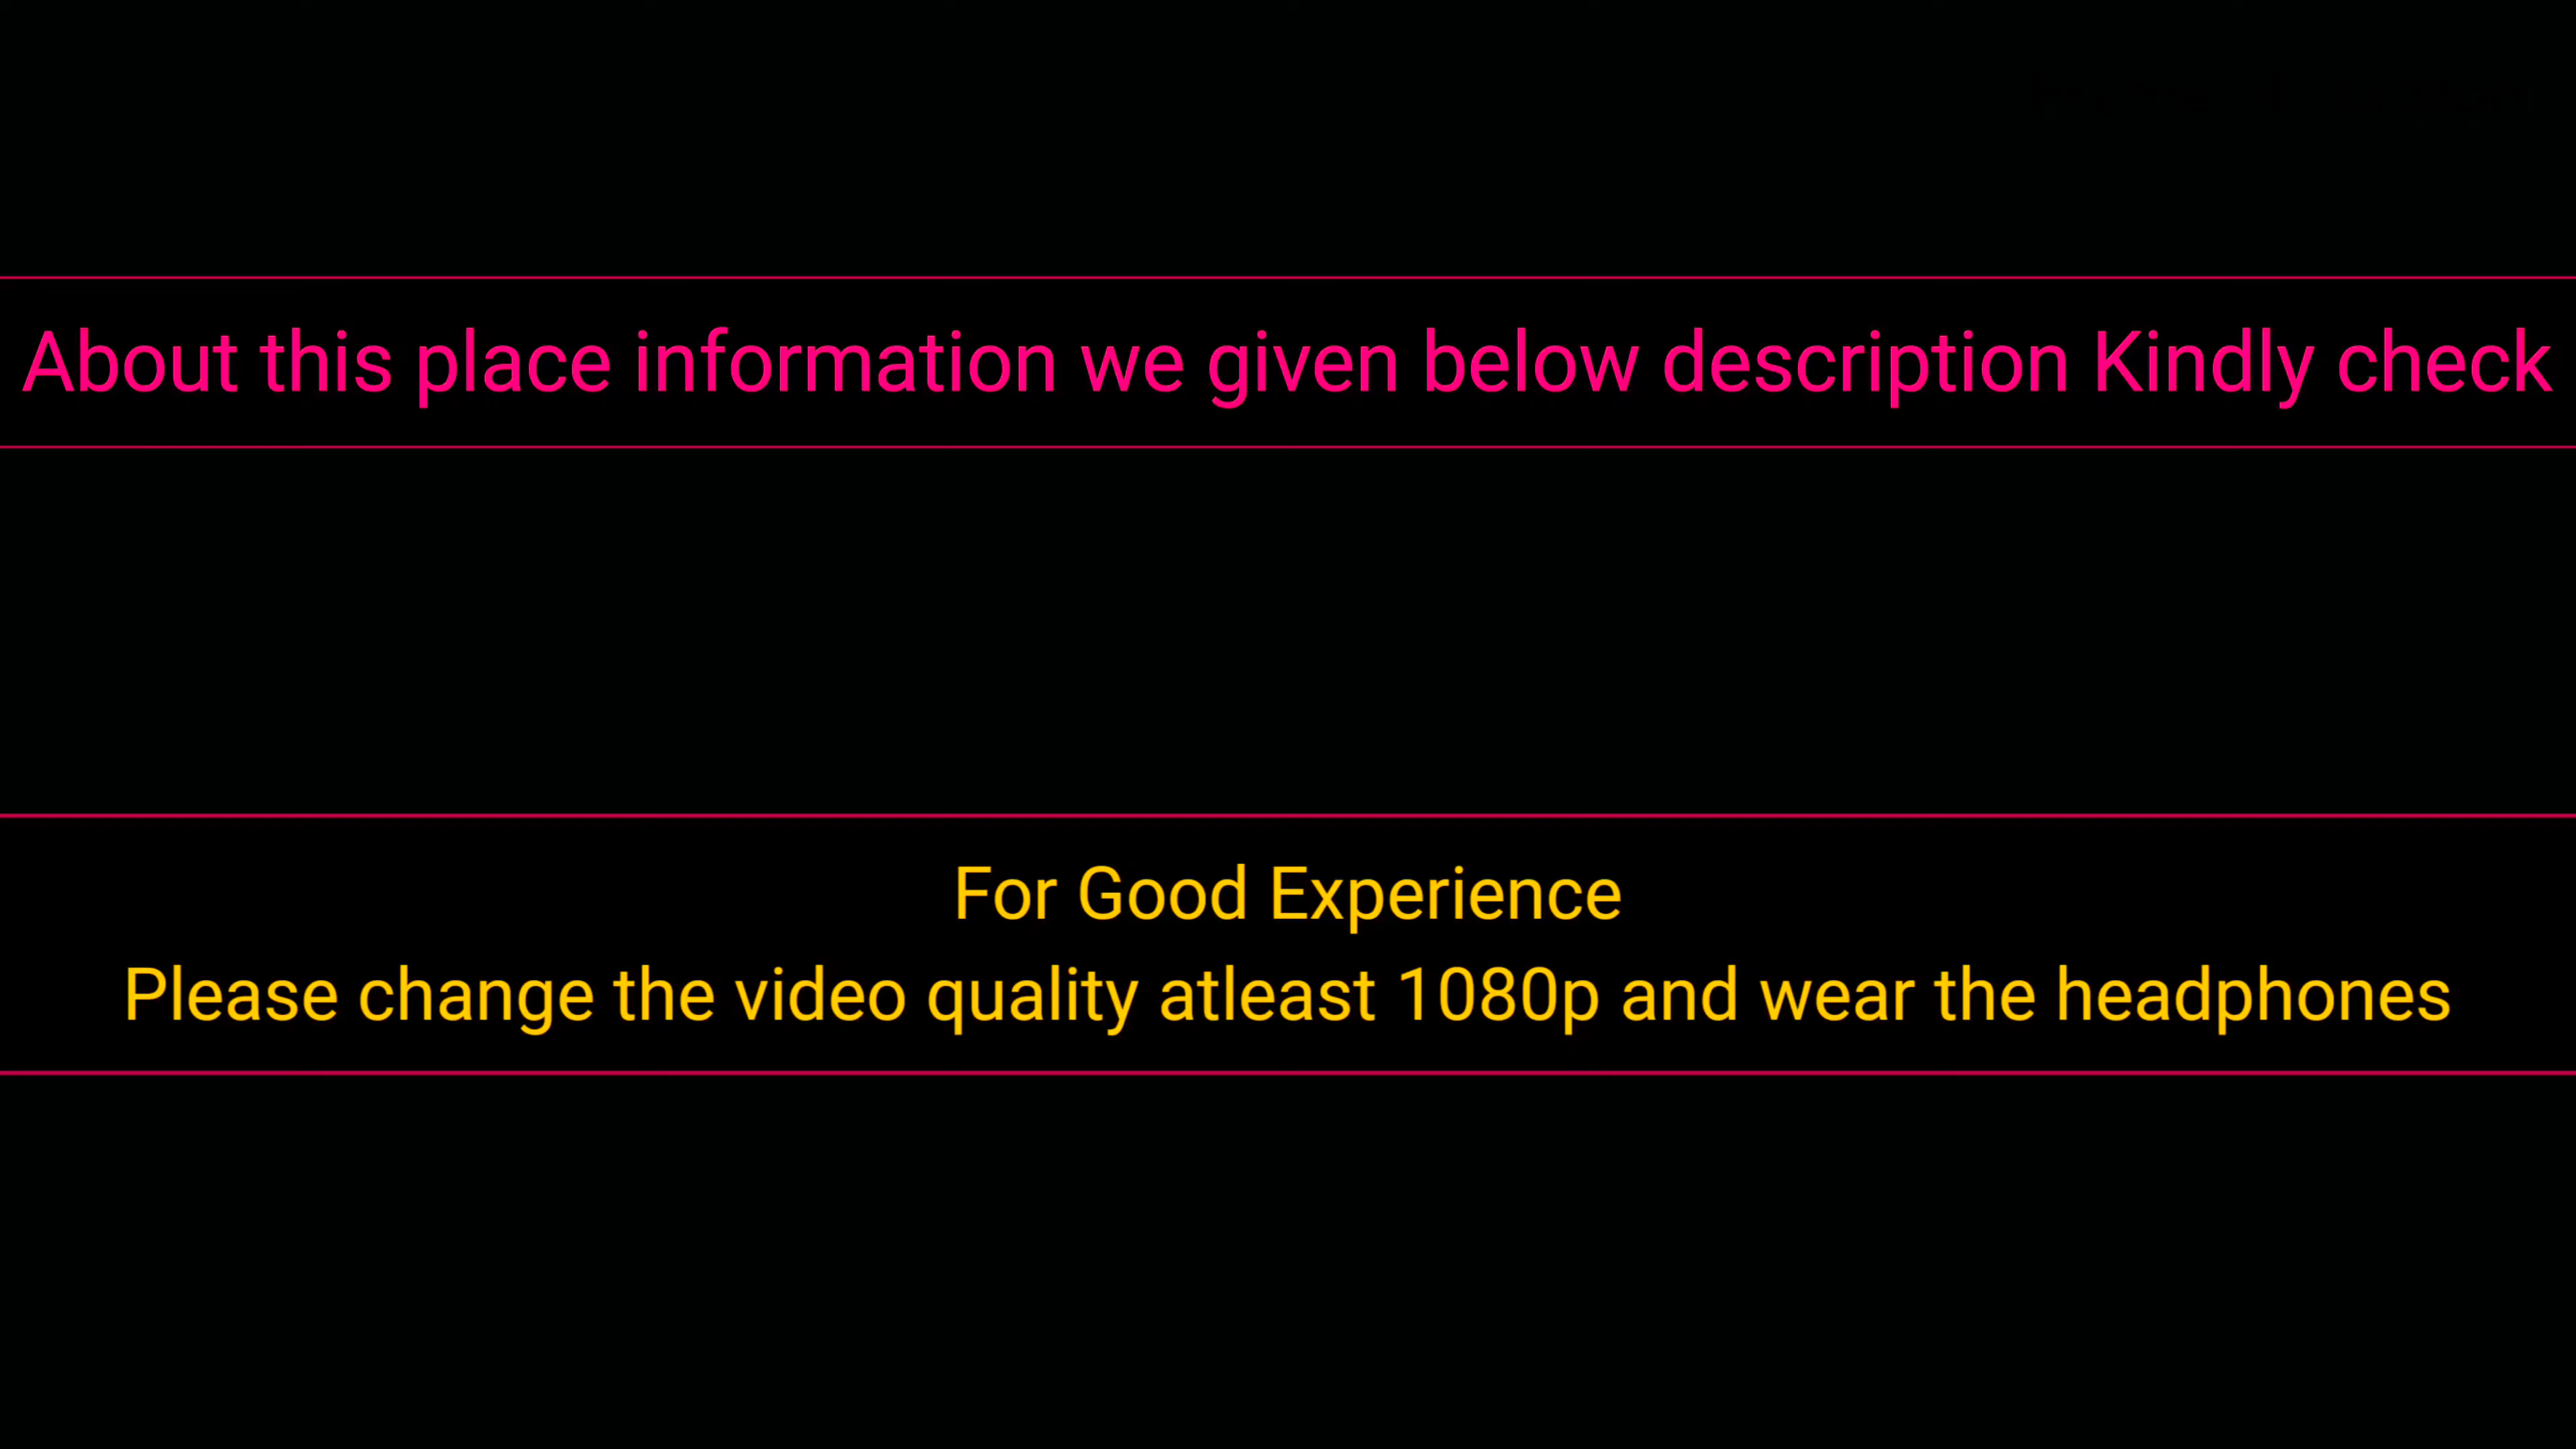 About this place information we given below description Kindly check
For Good Experience
Please change the video quality atleast 1080p and wear the headphones